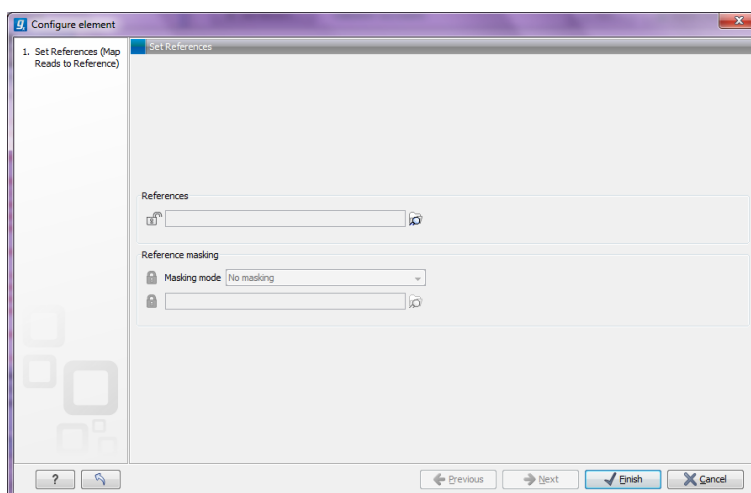 Configure element
1. Set References (Map
Reads to Reference)
Set References
References
Reference masking
Masking mode No masking
? Previous Next Finish Cancel